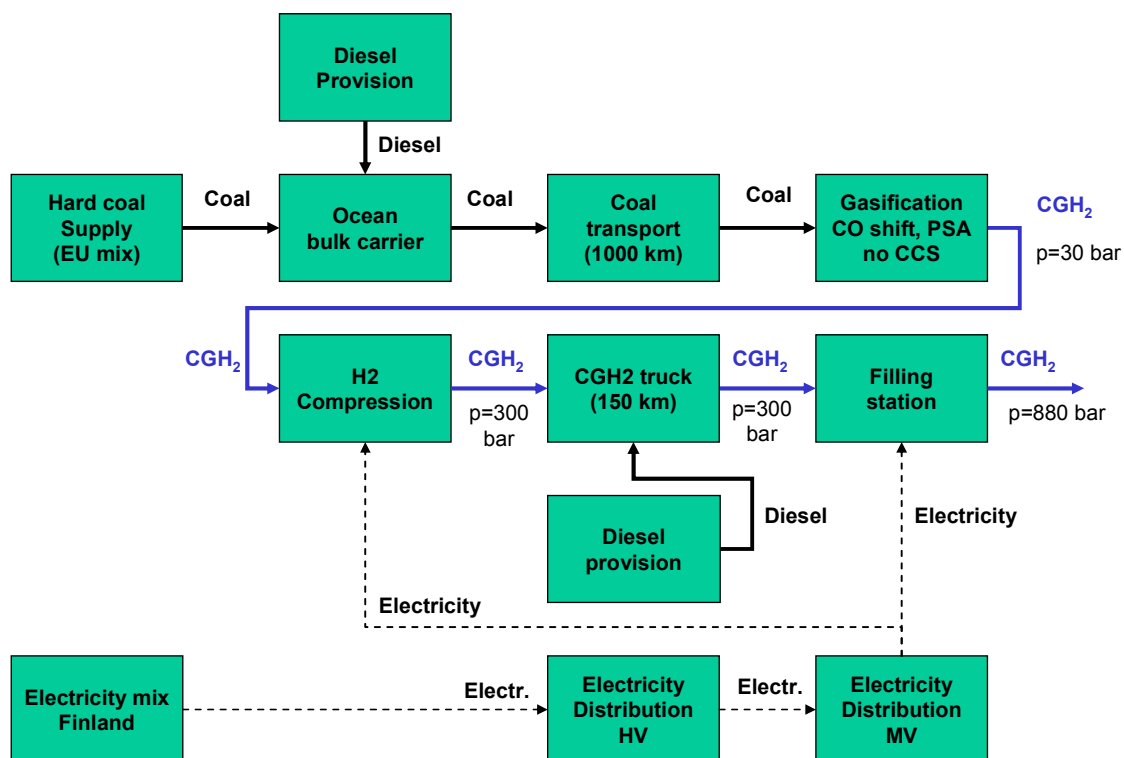 Diesel
Provision
Diesel
Hard coal
Supply
(EU mix)
Coal
Ocean
bulk carrier
Coal
Coal
transport
(1000 km)
Coal
Gasification
CO shift, PSA
no CCS
CGH₂
p=30 bar
CGH₂
H2
Compression
CGH₂
p=300
bar
CGH2 truck
(150 km)
CGH₂
p=300
bar
Filling
station
CGH₂
p=880 bar
Diesel
provision
Diesel
Electricity
Electricity
Electricity mix
Finland
Electr.
Electricity
Distribution
HV
Electr.
Electricity
Distribution
MV